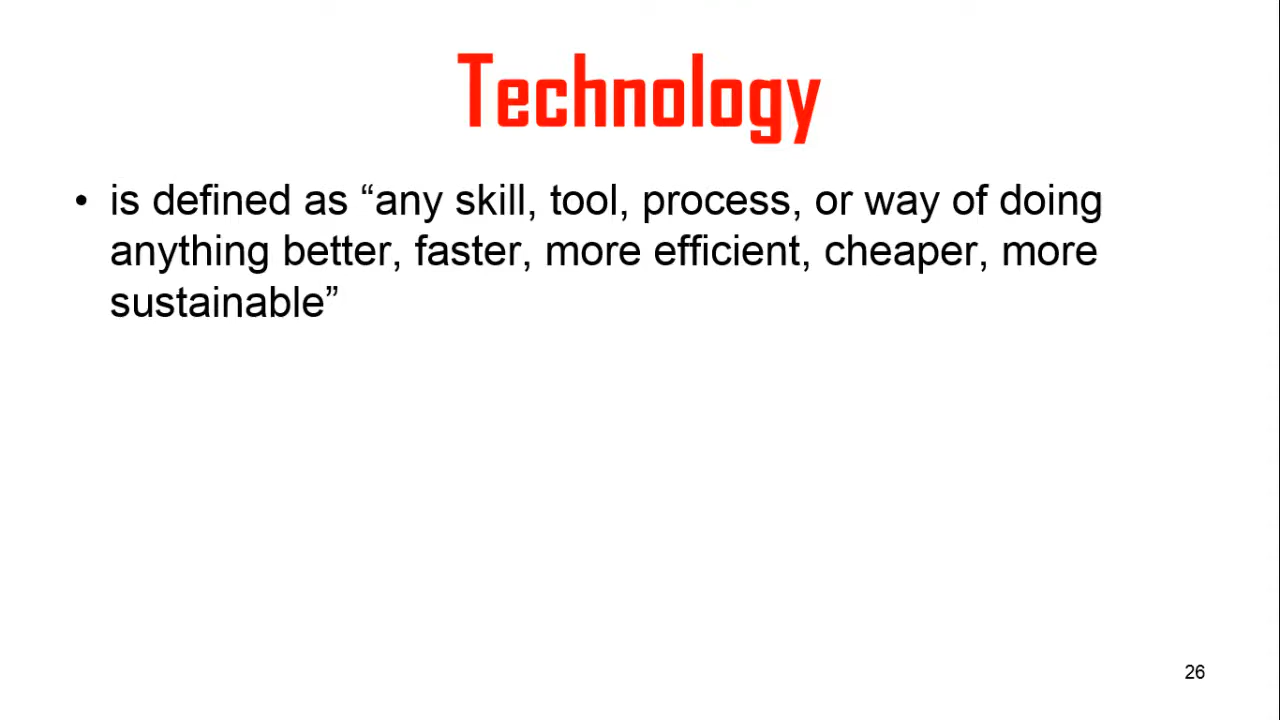 Technology
• is defined as “any skill, tool, process, or way of doing
anything better, faster, more efficient, cheaper, more
sustainable”
26